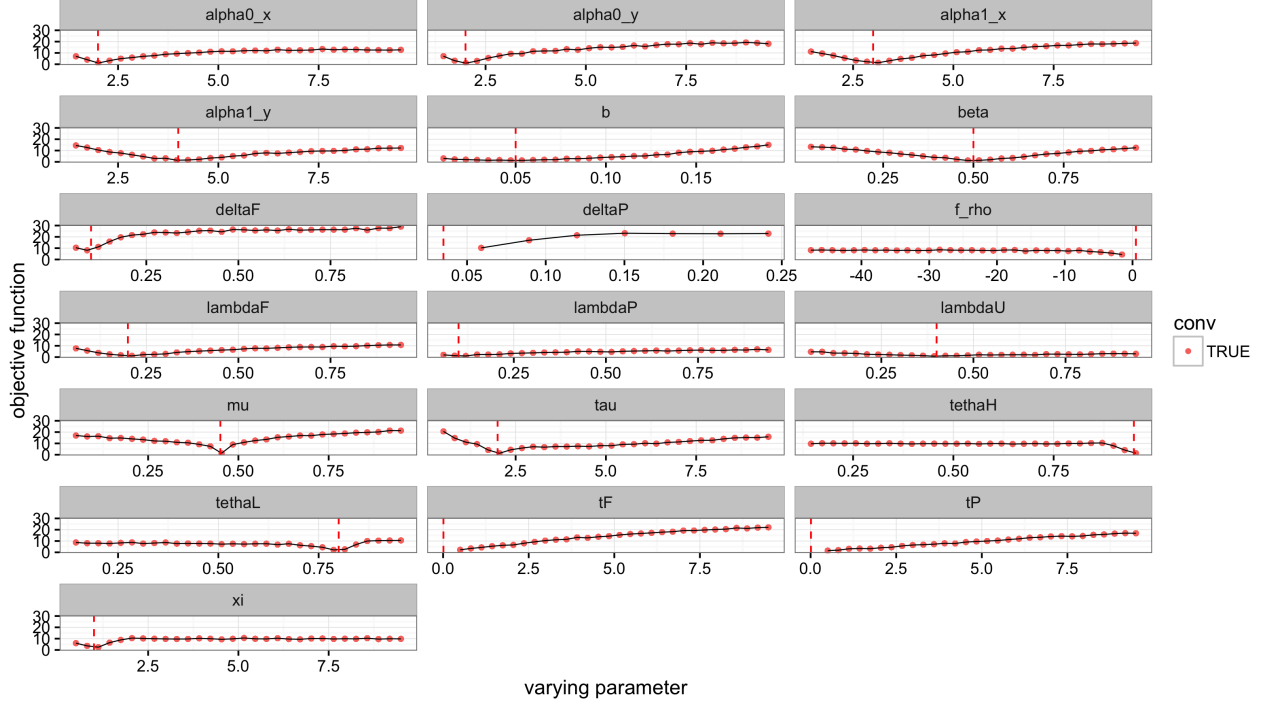 alpha0_x alpha0_y alpha1_x
30
20
10
0
2.5 5.0 7.5 2.5 5.0 7.5 2.5 5.0 7.5
alpha1_y b beta
30
20
10
0
2.5 5.0 7.5 0.05 0.10 0.15 0.25 0.50 0.75
deltaF deltaP f_rho
30
20
10
0
0.25 0.50 0.75 0.05 0.10 0.15 0.20 0.25 -40 -30 -20 -10 0
lambdaF lambdaP lambdaU
30
20
10
0
0.25 0.50 0.75 0.25 0.50 0.75 0.25 0.50 0.75
mu tau tethaH
30
20
10
0
0.25 0.50 0.75 2.5 5.0 7.5 0.25 0.50 0.75
tethaL tF tP
30
20
10
0
0.25 0.50 0.75 0.0 2.5 5.0 7.5 0.0 2.5 5.0 7.5
xi
30
20
10
0
2.5 5.0 7.5
objective function
varying parameter
conv
TRUE